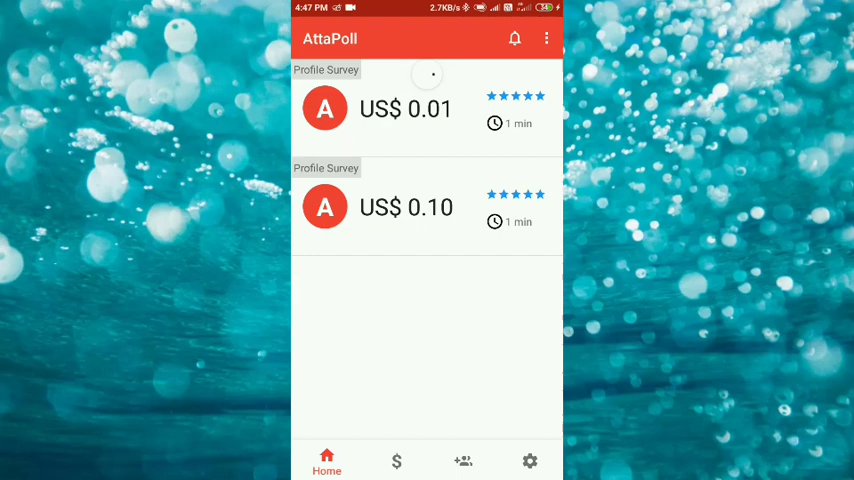 4:47 PM
2.7KB/s
34
AttaPoll
Profile Survey
A
US$ 0.01
1 min
Profile Survey
A
US$ 0.10
1 min
$
Home